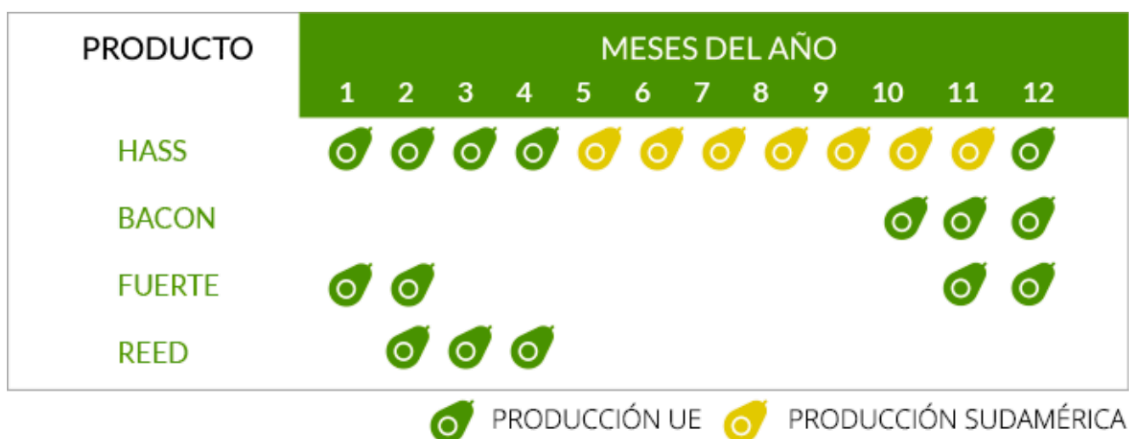 PRODUCTO
MESES DEL AÑO
1 2 3 4 5 6 7 8 9 10 11 12
HASS
BACON
FUERTE
REED
PRODUCCIÓN UE PRODUCCIÓN SUDAMÉRICA